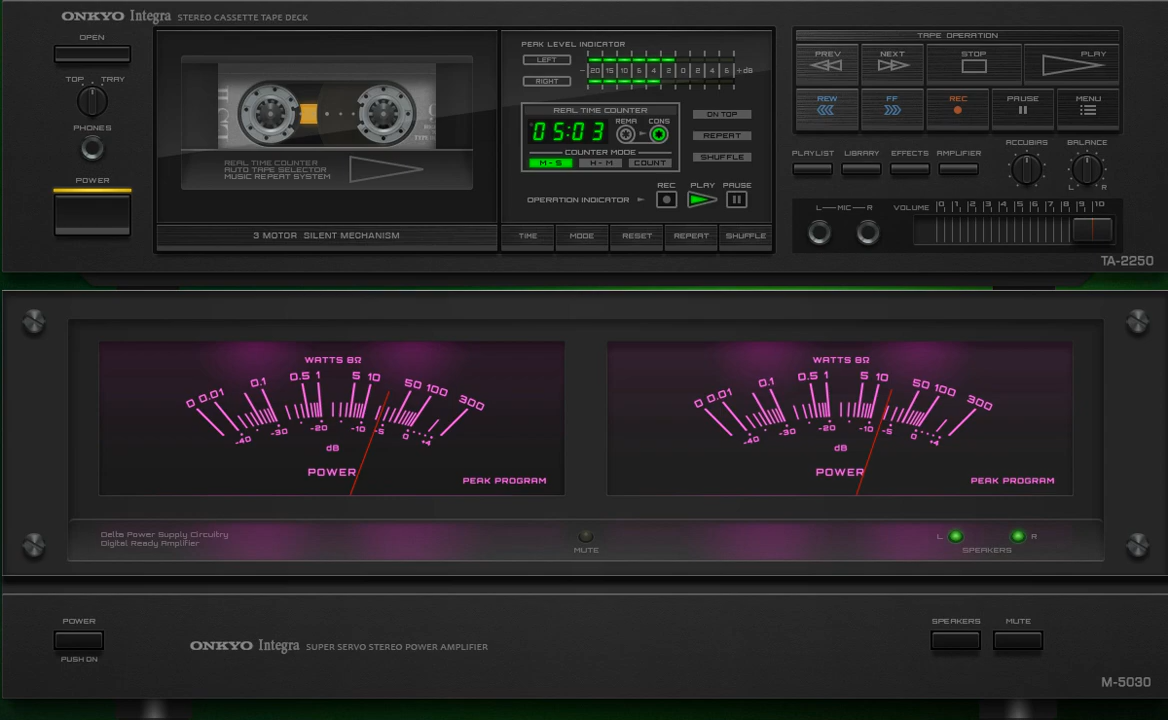 ONKYO Integra STEREO CASSETTE TAPE DECK
OPEN
TOP TRAY
PHONES
POWER
REAL TIME COUNTER
AUTO TAPE SELECTOR
MUSIC REPEAT SYSTEM
3 MOTOR SILENT MECHANISM
PEAK LEVEL INDICATOR
LEFT
- 20 15 10 6 4 2 0 2 4 6 +dB
RIGHT
REAL TIME COUNTER
05:03
REMA CONS
COUNTER MODE
M-S H-M COUNT
ON TOP
REPEAT
SHUFFLE
REC PLAY PAUSE
OPERATION INDICATOR
TIME MODE RESET REPEAT SHUFFLE
TAPE OPERATION
PREV NEXT STOP PLAY
REW FF REC PAUSE MENU
PLAYLIST LIBRARY EFFECTS AMPLIFIER
ACCUBIAS BALANCE
L R
L—MIC—R
VOLUME 0 1 2 3 4 5 6 7 8 9 10
TA-2250
WATTS 8Ω
0 0.01 0.1 0.5 1 5 10 50 100 300
-40 -30 -20 -10 -5 0 +4
dB
POWER
PEAK PROGRAM
WATTS 8Ω
0 0.01 0.1 0.5 1 5 10 50 100 300
-40 -30 -20 -10 -5 0 +4
dB
POWER
PEAK PROGRAM
Delta Power Supply Circuitry
Digital Ready Amplifier
MUTE
L R
SPEAKERS
POWER
PUSH ON
ONKYO Integra SUPER SERVO STEREO POWER AMPLIFIER
SPEAKERS MUTE
M-5030